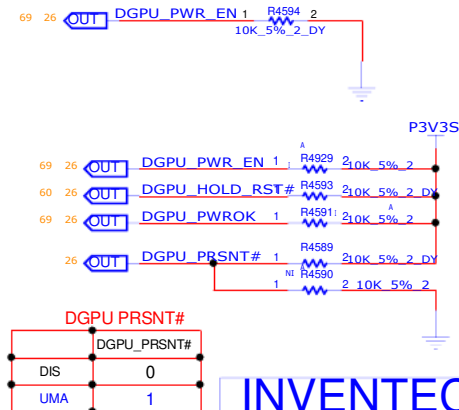 69 26 OUT DGPU_PWR_EN 1 R4594 2
10K_5%_2_DY
P3V3S
A
69 26 OUT DGPU_PWR_EN 1 I R4929 2 10K_5%_2
60 26 OUT DGPU_HOLD_RST# 1 R4593 2 10K_5%_2_DY
A
69 26 OUT DGPU_PWROK 1 R4591 I 2 10K_5%_2
26 OUT DGPU_PRSNT# 1 R4589 2 10K_5%_2_DY
NI A
1 R4590 2 10K_5%_2
DGPU PRSNT#
DGPU_PRSNT#
DIS 0
UMA 1
INVENTEC